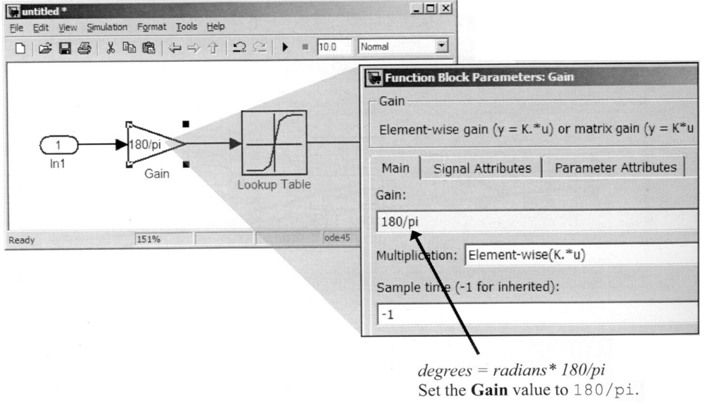 untitled *
File Edit View Simulation Format Tools Help
10.0 Normal
1
In1
180/pi
Gain
Lookup Table
Ready 151% ode45
Function Block Parameters: Gain
Gain
Element-wise gain (y = K.*u) or matrix gain (y = K*u
Main Signal Attributes Parameter Attributes
Gain:
180/pi
Multiplication: Element-wise(K.*u)
Sample time (-1 for inherited):
-1
degrees = radians* 180/pi
Set the Gain value to 180/pi.